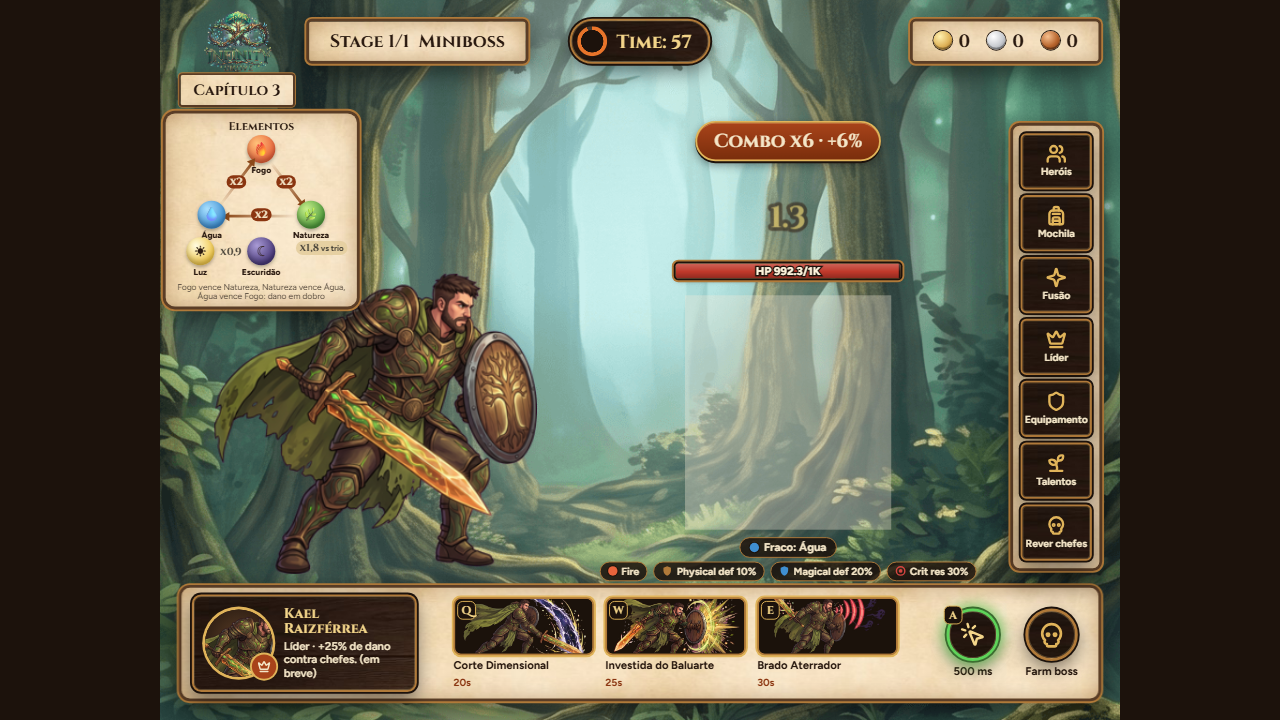 Stage 1/1 Miniboss
Time: 57
0 0 0
Capítulo 3
Elementos
Fogo
x2 x2
x2
Água
Natureza
x0,9
x1,8 vs trio
Luz
Escuridão
Fogo vence Natureza, Natureza vence Água,
Água vence Fogo: dano em dobro
Combo x6 · +6%
1.3
HP 992.3/1K
Fraco: Água
Fire
Physical def 10%
Magical def 20%
Crit res 30%
Heróis
Mochila
Fusão
Líder
Equipamento
Talentos
Rever chefes
Kael
Raizférrea
Líder · +25% de dano
contra chefes. (em
breve)
Q
Corte Dimensional
20s
W
Investida do Baluarte
25s
E
Brado Aterrador
30s
A
500 ms
Farm boss